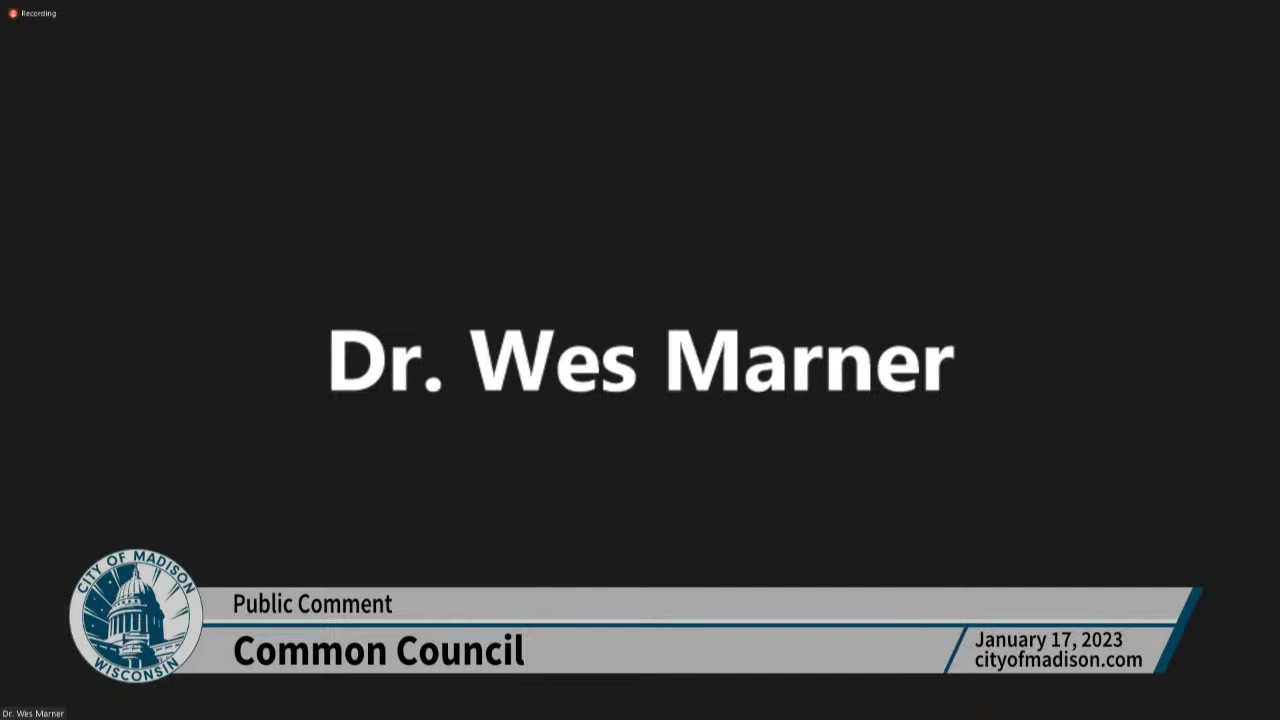 Recording
Dr. Wes Marner
Public Comment
Common Council
January 17, 2023
cityofmadison.com
CITY OF MADISON
WISCONSIN
Dr. Wes Marner